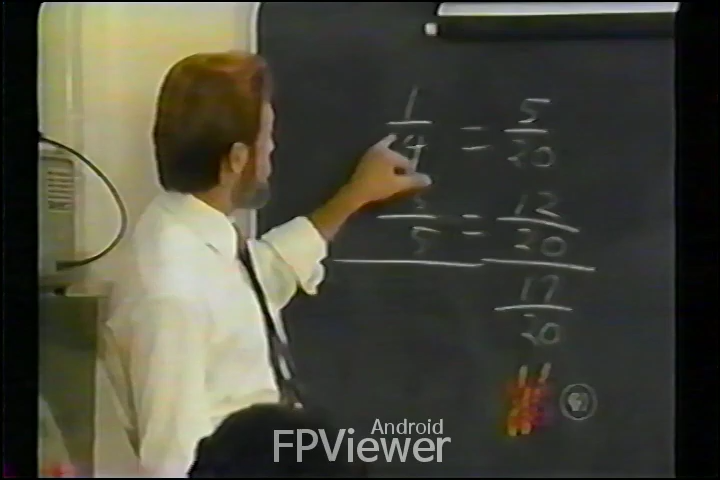 1/4 = 5/20
/5 = 12/20
17/20
Android
FPViewer